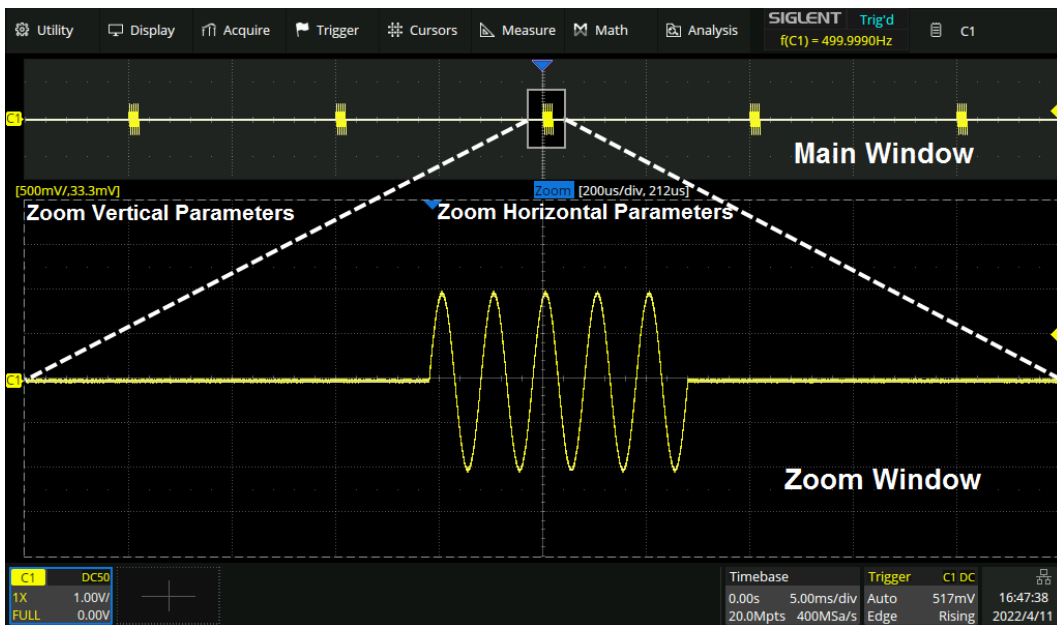 Utility Display Acquire Trigger Cursors Measure Math Analysis SIGLENT Trig'd C1
f(C1) = 499.9990Hz
C1
Main Window
[500mV/,33.3mV] Zoom [200us/div, 212us]
Zoom Vertical Parameters Zoom Horizontal Parameters
C1
Zoom Window
C1 DC50 Timebase Trigger C1 DC
1X 1.00V/ 0.00s 5.00ms/div Auto 517mV 16:47:38
FULL 0.00V 20.0Mpts 400MSa/s Edge Rising 2022/4/11